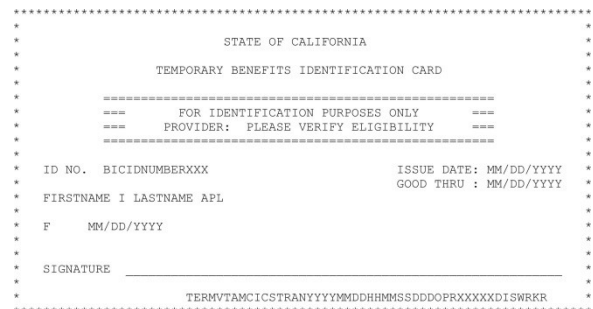 STATE OF CALIFORNIA
TEMPORARY BENEFITS IDENTIFICATION CARD
=== FOR IDENTIFICATION PURPOSES ONLY ===
=== PROVIDER: PLEASE VERIFY ELIGIBILITY ===
ID NO. BICIDNUMBERXXX ISSUE DATE: MM/DD/YYYY
GOOD THRU : MM/DD/YYYY
FIRSTNAME I LASTNAME APL
F MM/DD/YYYY
SIGNATURE
TERMVTAMCICSTRANYYYYMMDDHHMMSSDDDOPRXXXXXDISWRKR